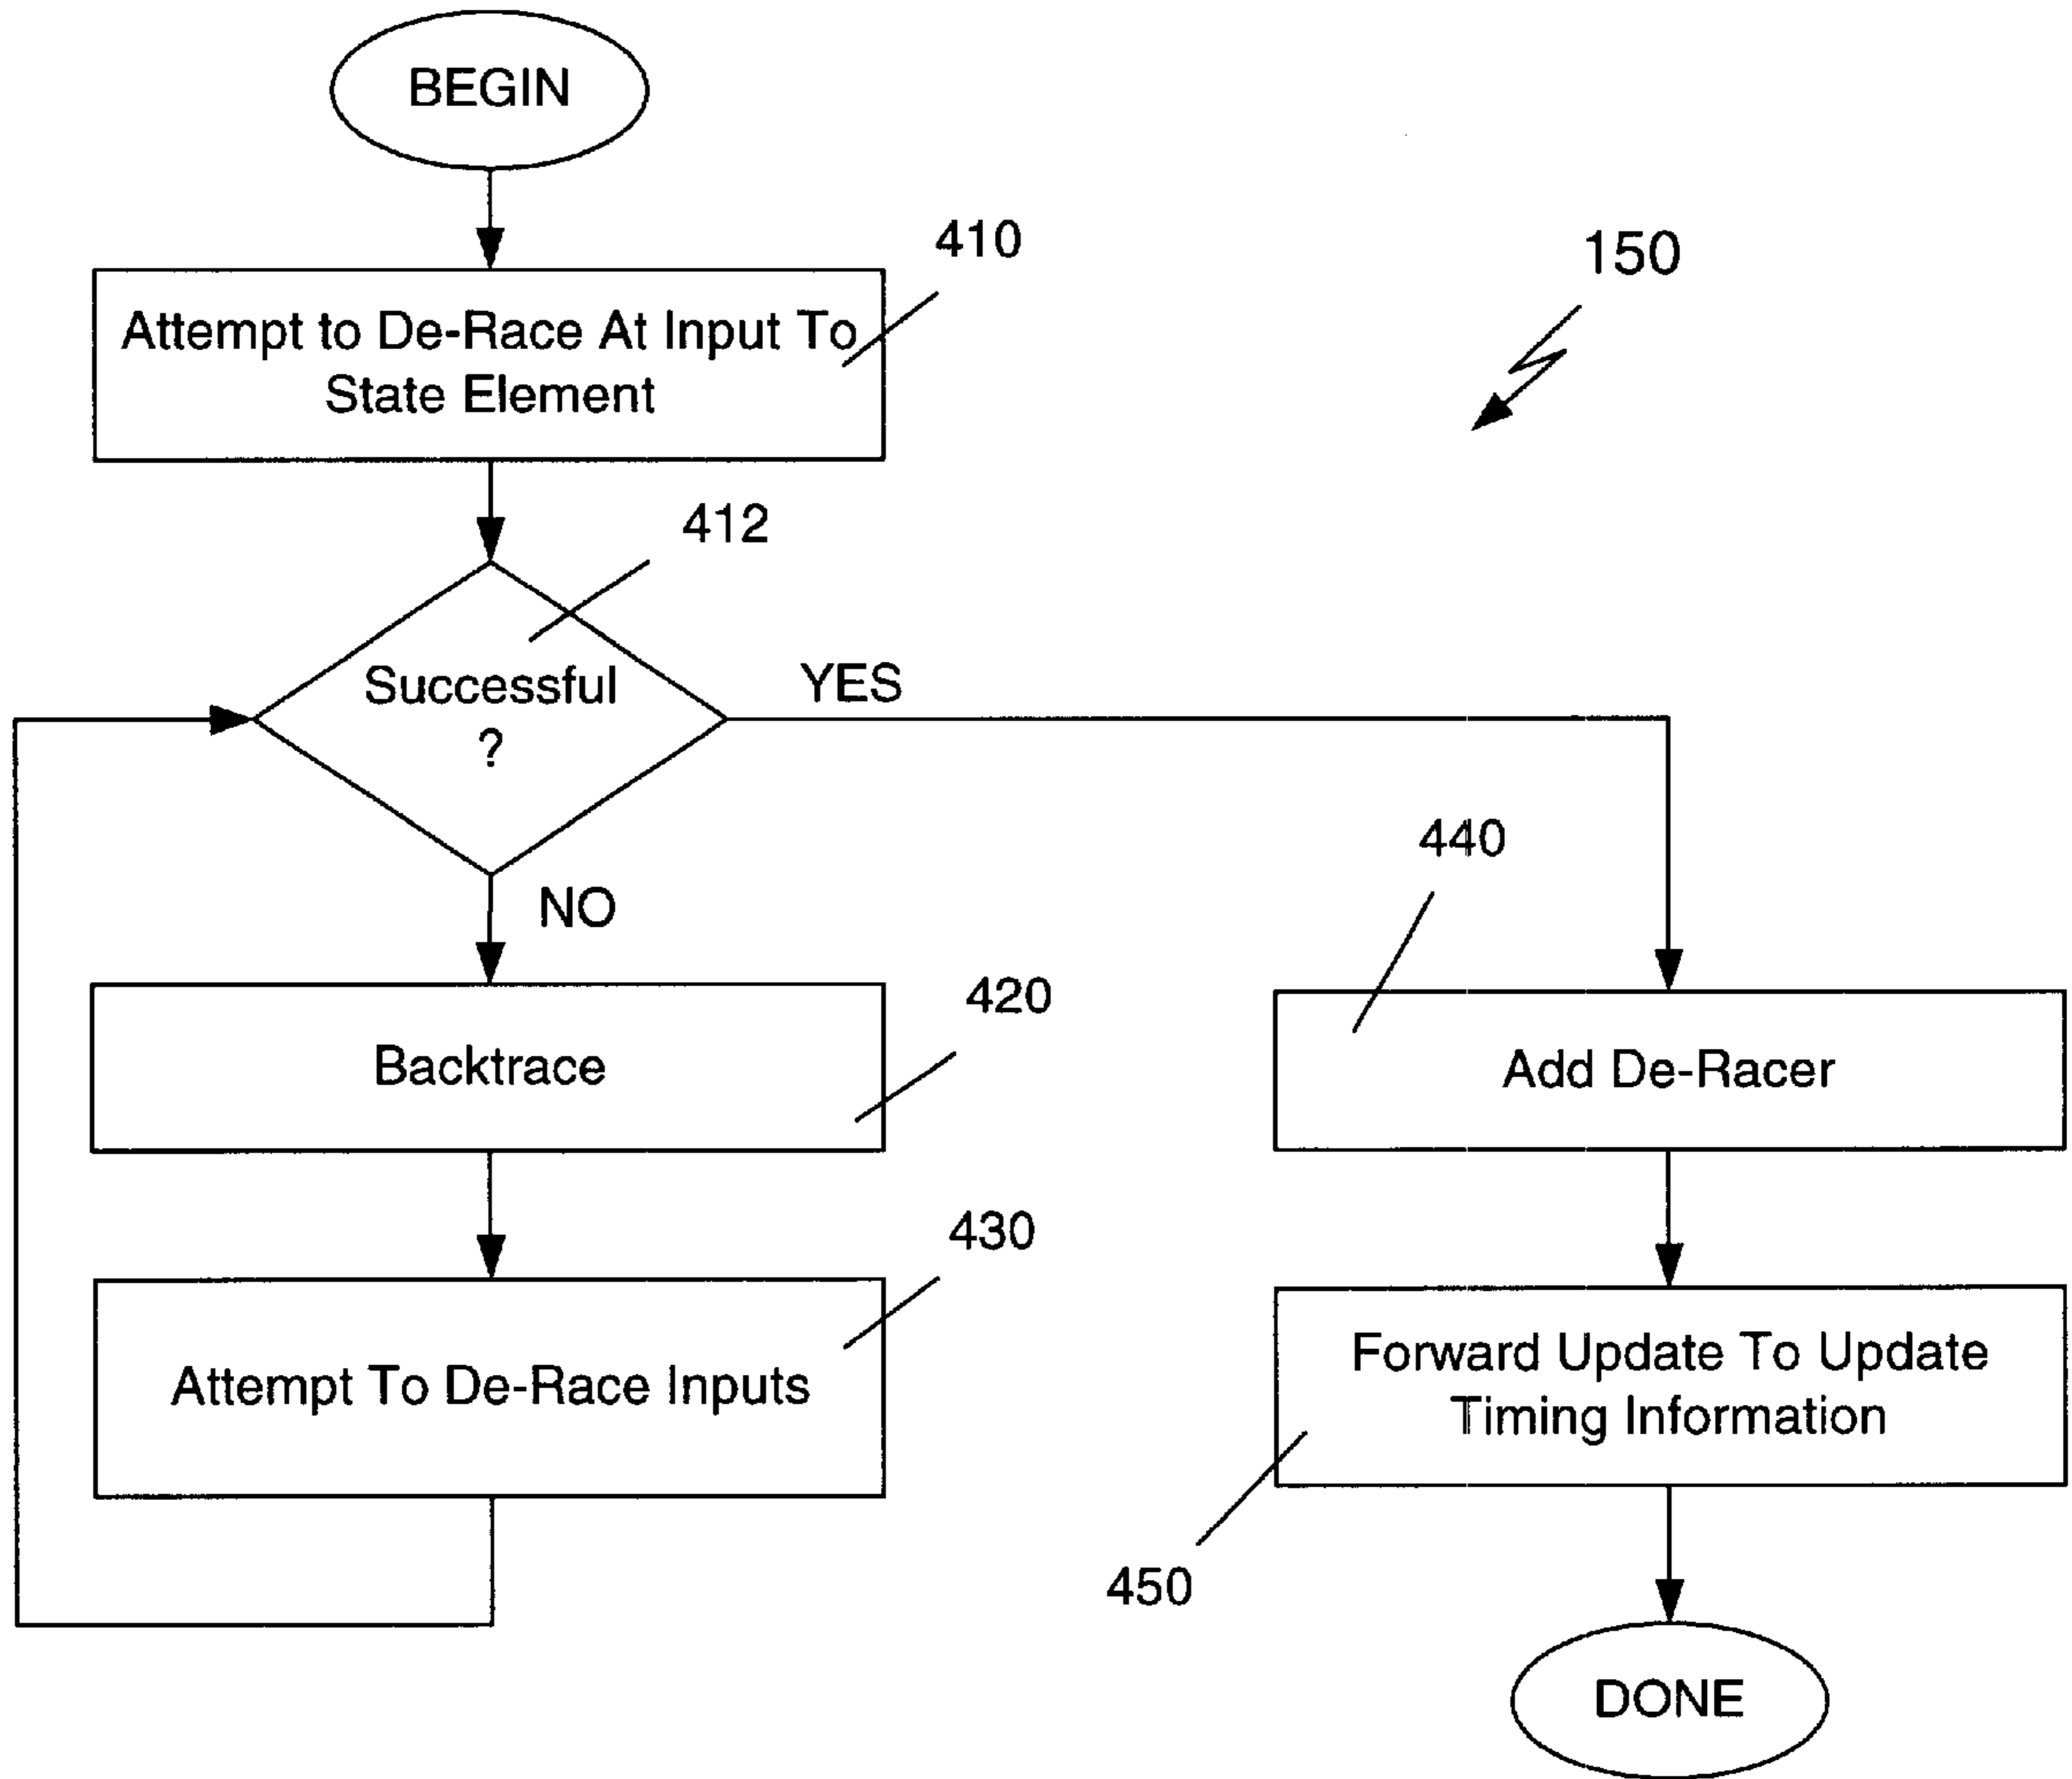 BEGIN
410
Attempt to De-Race At Input To
State Element
150
412
Successful
?
YES
NO
440
420
Backtrace
Add De-Racer
430
Attempt To De-Race Inputs
Forward Update To Update
Timing Information
450
DONE